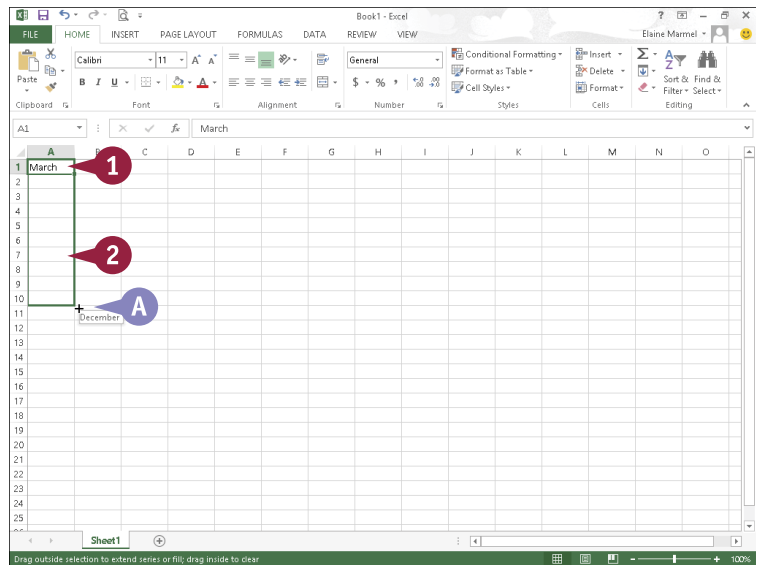 Book1 - Excel
FILE HOME INSERT PAGE LAYOUT FORMULAS DATA REVIEW VIEW Elaine Marmel
Calibri 11 A A General Conditional Formatting Insert Σ A Z
Paste Format as Table Delete
B I U A $ % , .00 Cell Styles Format Sort & Find &
Filter Select
Clipboard Font Alignment Number Styles Cells Editing
A1 fx March
A B C D E F G H I J K L M N O
1 March 1
2
3
4
5
6
7 2
8
9
10 A
11 December
12
13
14
15
16
17
18
19
20
21
22
23
24
25
Sheet1
Drag outside selection to extend series or fill; drag inside to clear 100%